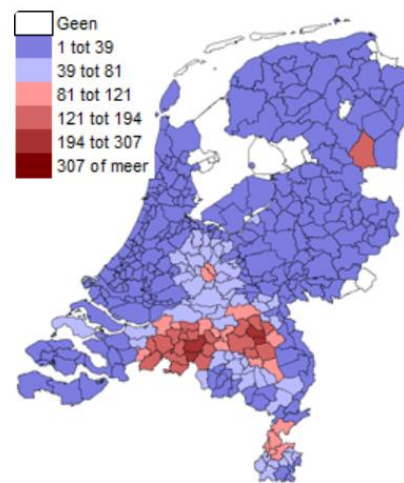 Geen
1 tot 39
39 tot 81
81 tot 121
121 tot 194
194 tot 307
307 of meer